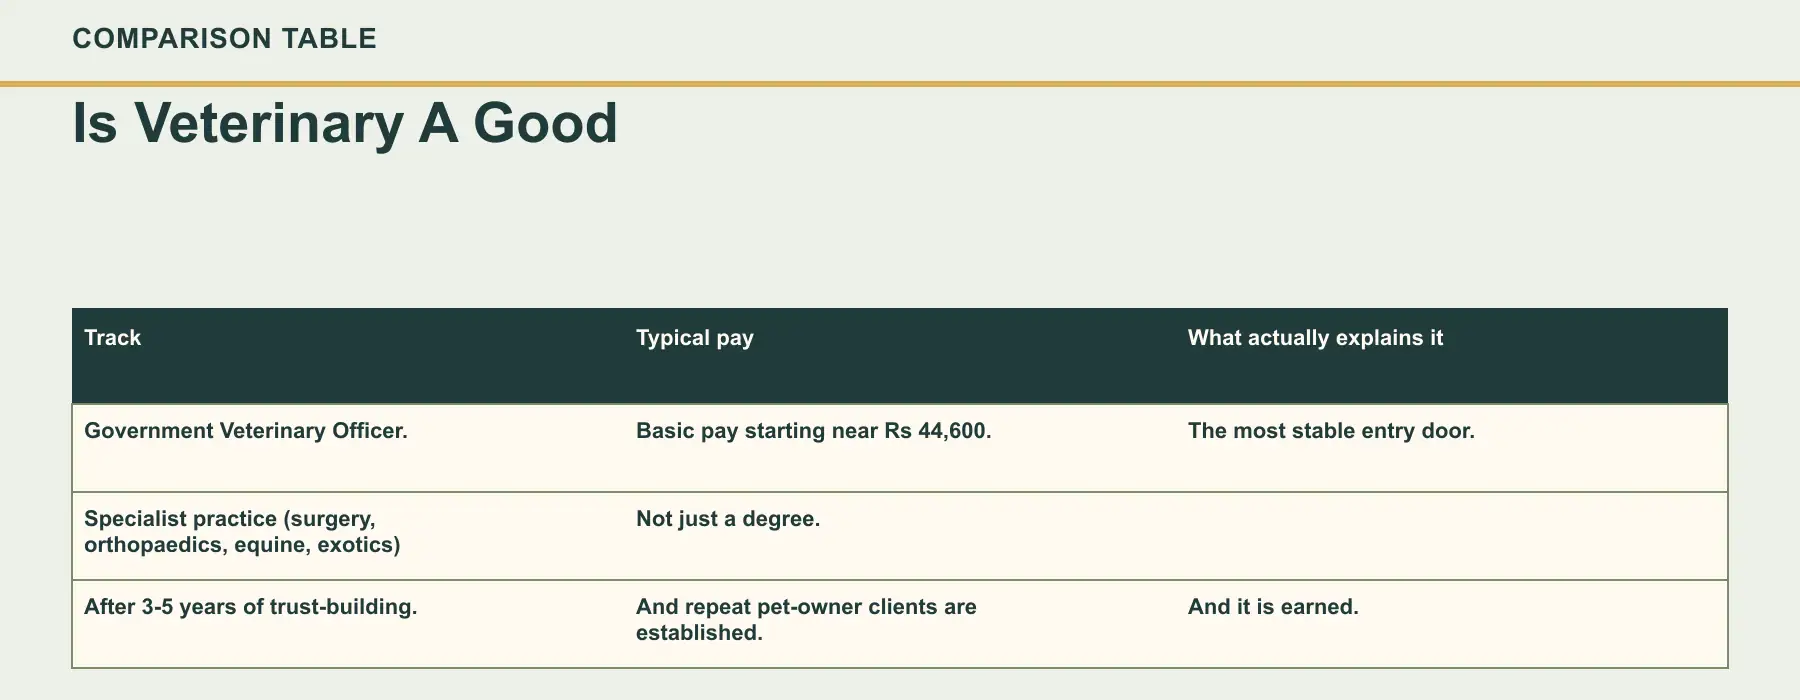 COMPARISON TABLE
Is Veterinary A Good
Track
Typical pay
What actually explains it
Government Veterinary Officer.
Basic pay starting near Rs 44,600.
The most stable entry door.
Specialist practice (surgery,
orthopaedics, equine, exotics)
Not just a degree.
After 3-5 years of trust-building.
And repeat pet-owner clients are
established.
And it is earned.